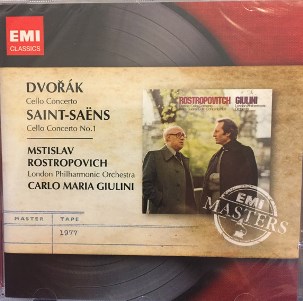 EMI
CLASSICS
DVOŘÁK
Cello Concerto
SAINT-SAËNS
Cello Concerto No.1
MSTISLAV
ROSTROPOVICH
London Philharmonic Orchestra
CARLO MARIA GIULINI
ROSTROPOVITCH GIULINI
EMI
MASTERS
MASTER TAPE
1977